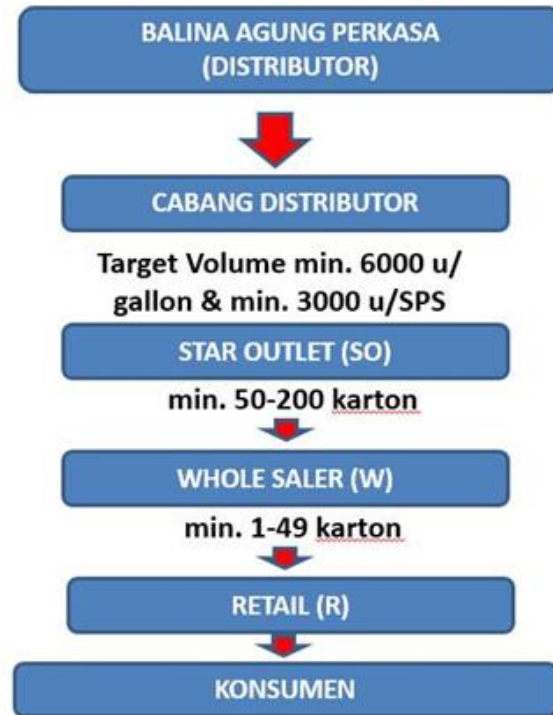 BALINA AGUNG PERKASA
(DISTRIBUTOR)
CABANG DISTRIBUTOR
Target Volume min. 6000 u/
gallon & min. 3000 u/SPS
STAR OUTLET (SO)
min. 50-200 karton
WHOLE SALER (W)
min. 1-49 karton
RETAIL (R)
KONSUMEN